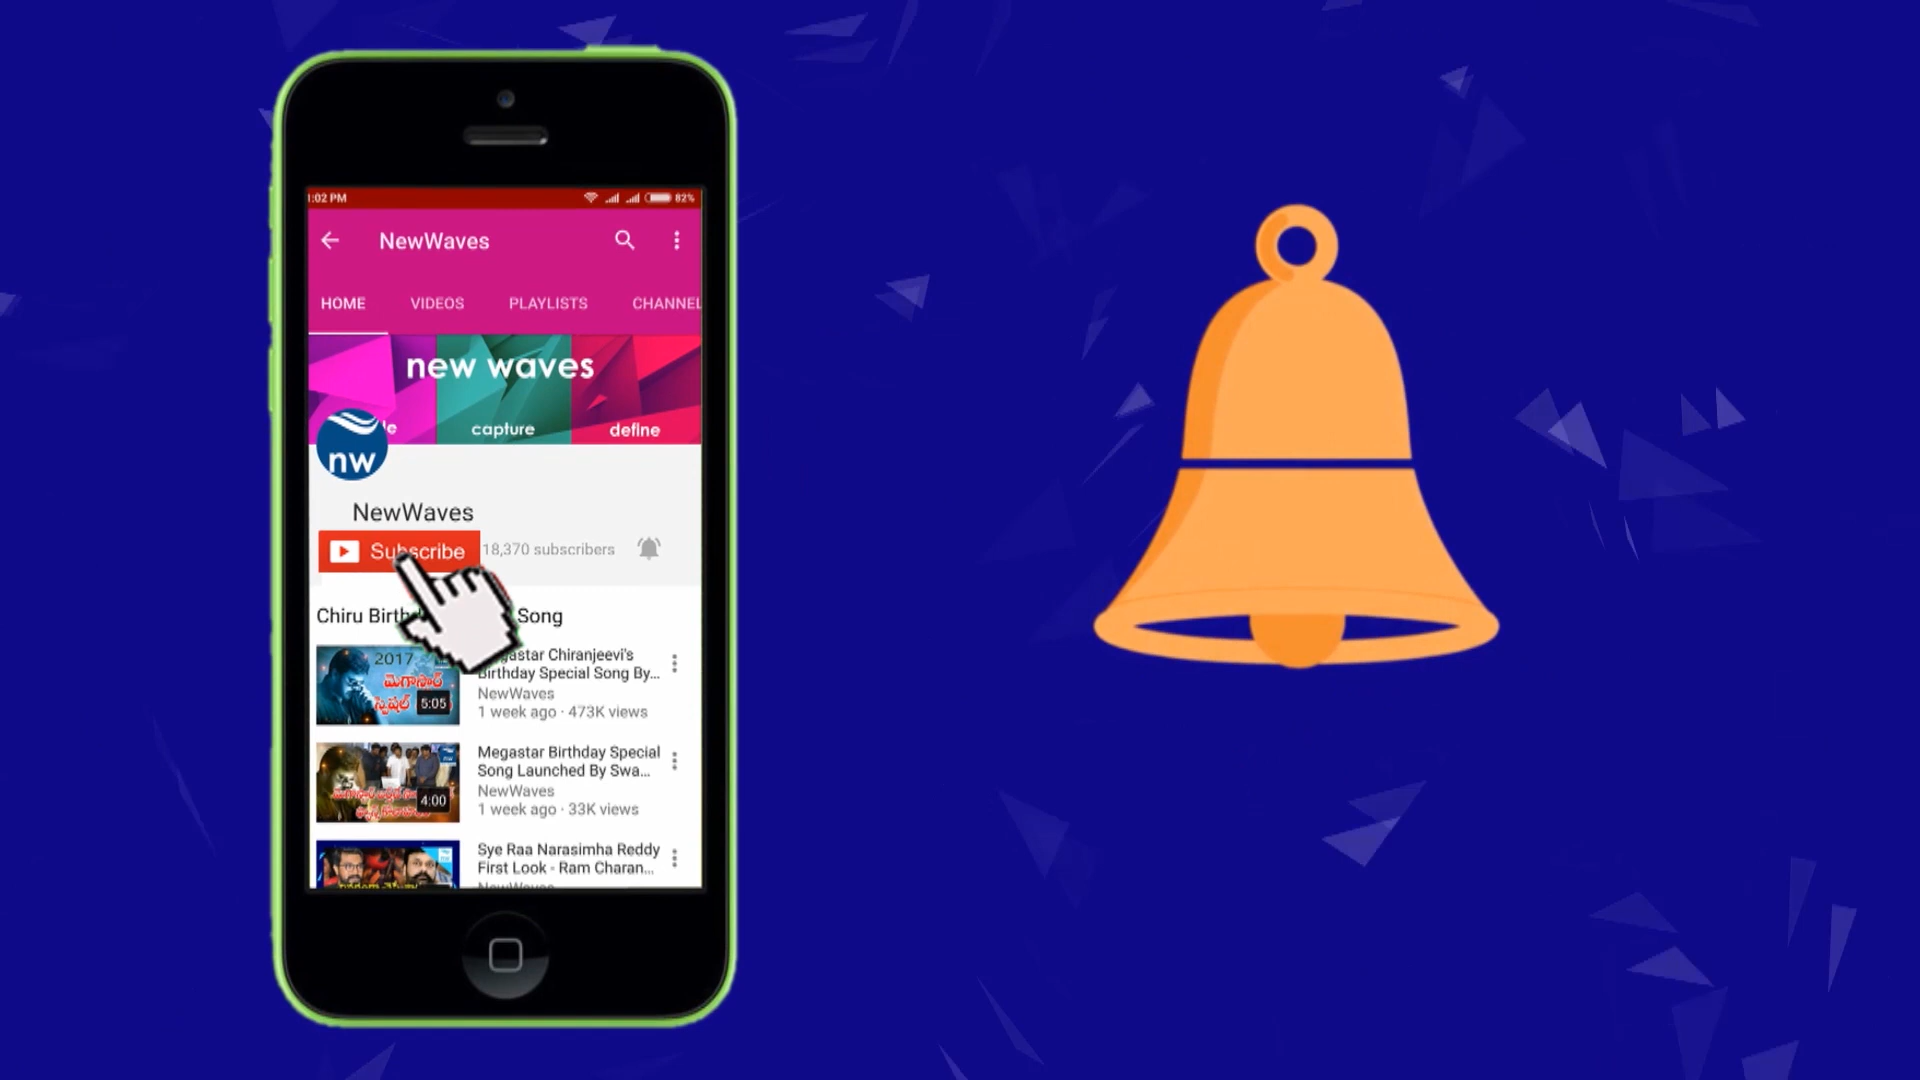 1:02 PM
82%
NewWaves
HOME VIDEOS PLAYLISTS CHANNEL
new waves
capture
define
nw
NewWaves
Subscribe 18,370 subscribers
Song
2017
మెగాస్టార్
స్పెషల్
5:05
Chiranjeevi's
Birthday Special Song By...
NewWaves
1 week ago · 473K views
4:00
Megastar Birthday Special
Song Launched By Swa...
NewWaves
1 week ago · 33K views
Sye Raa Narasimha Reddy
First Look - Ram Charan...